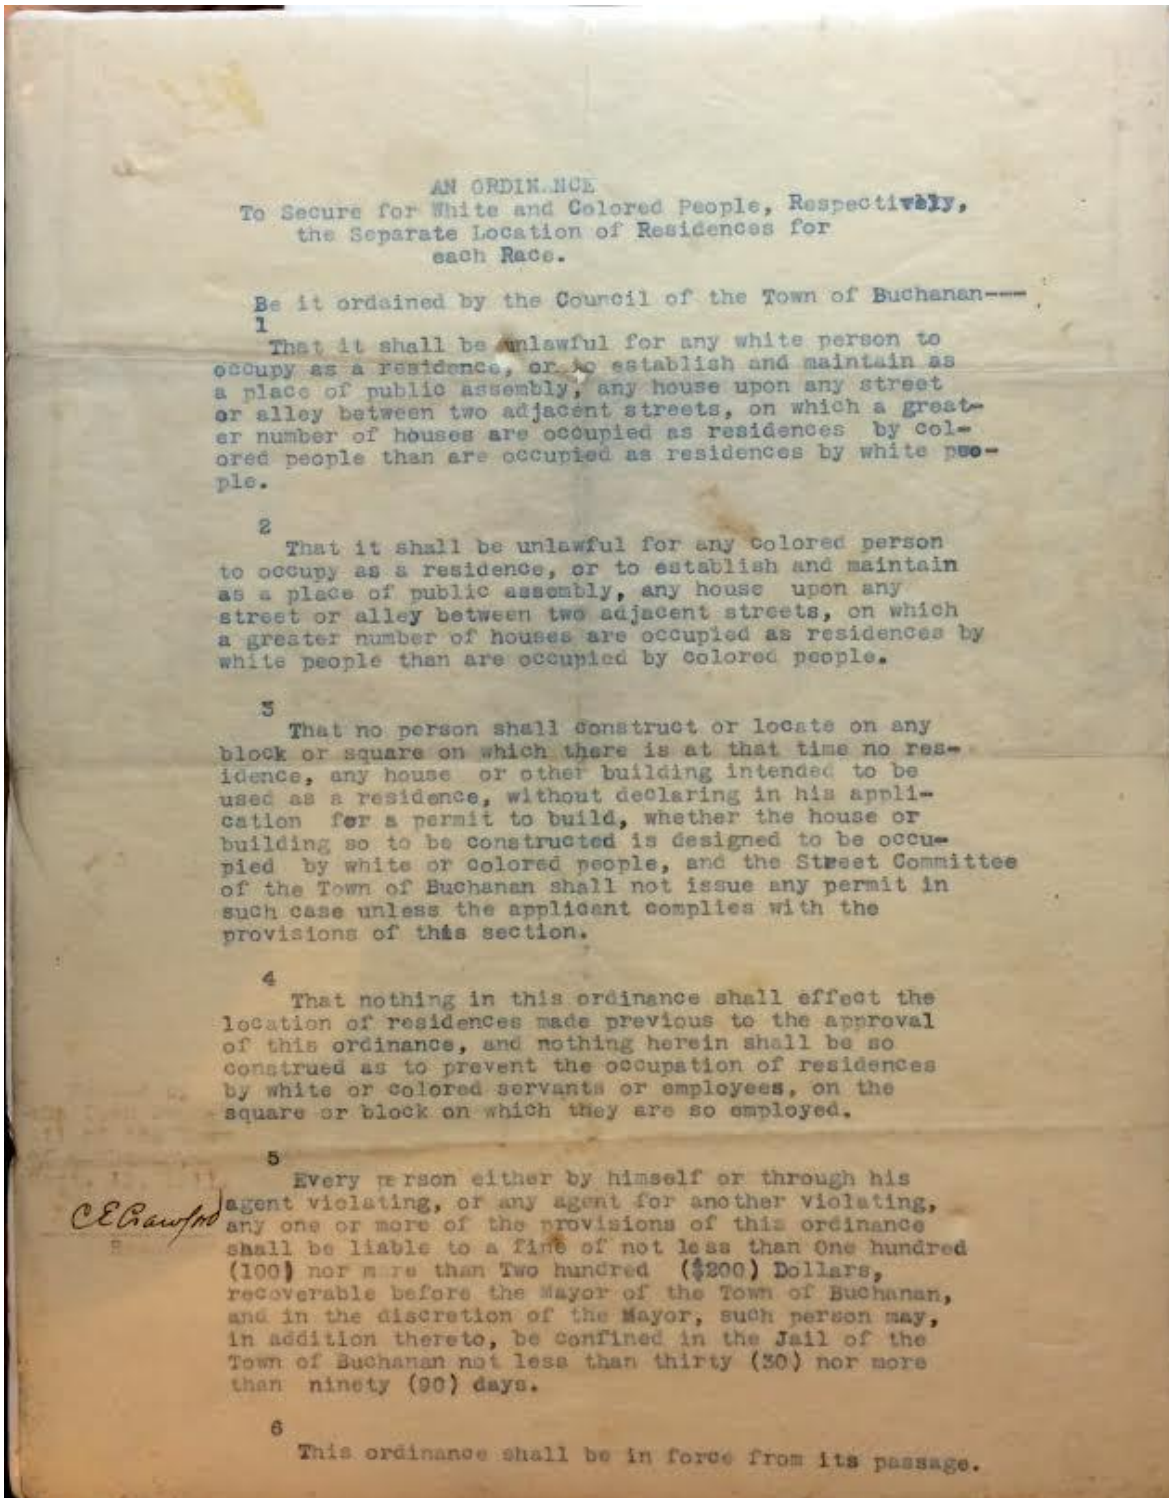 AN ORDINANCE
To Secure for White and Colored People, Respectively,
the Separate Location of Residences for
each Race.
Be it ordained by the Council of the Town of Buchanan---
1
That it shall be unlawful for any white person to
occupy as a residence, or to establish and maintain as
a place of public assembly, any house upon any street
or alley between two adjacent streets, on which a great-
er number of houses are occupied as residences by col-
ored people than are occupied as residences by white peo-
ple.
2
That it shall be unlawful for any colored person
to occupy as a residence, or to establish and maintain
as a place of public assembly, any house upon any
street or alley between two adjacent streets, on which
a greater number of houses are occupied as residences by
white people than are occupied by colored people.
3
That no person shall construct or locate on any
block or square on which there is at that time no res-
idence, any house or other building intended to be
used as a residence, without declaring in his appli-
cation for a permit to build, whether the house or
building so to be constructed is designed to be occu-
pied by white or colored people, and the Street Committee
of the Town of Buchanan shall not issue any permit in
such case unless the applicant complies with the
provisions of this section.
4
That nothing in this ordinance shall effect the
location of residences made previous to the approval
of this ordinance, and nothing herein shall be so
construed as to prevent the occupation of residences
by white or colored servants or employees, on the
square or block on which they are so employed.
5
Every person either by himself or through his
agent violating, or any agent for another violating,
C E Crawford
any one or more of the provisions of this ordinance
shall be liable to a fine of not less than One hundred
(100) nor more than Two hundred ($200) Dollars,
recoverable before the Mayor of the Town of Buchanan,
and in the discretion of the Mayor, such person may,
in addition thereto, be confined in the Jail of the
Town of Buchanan not less than thirty (30) nor more
than ninety (90) days.
6
This ordinance shall be in force from its passage.